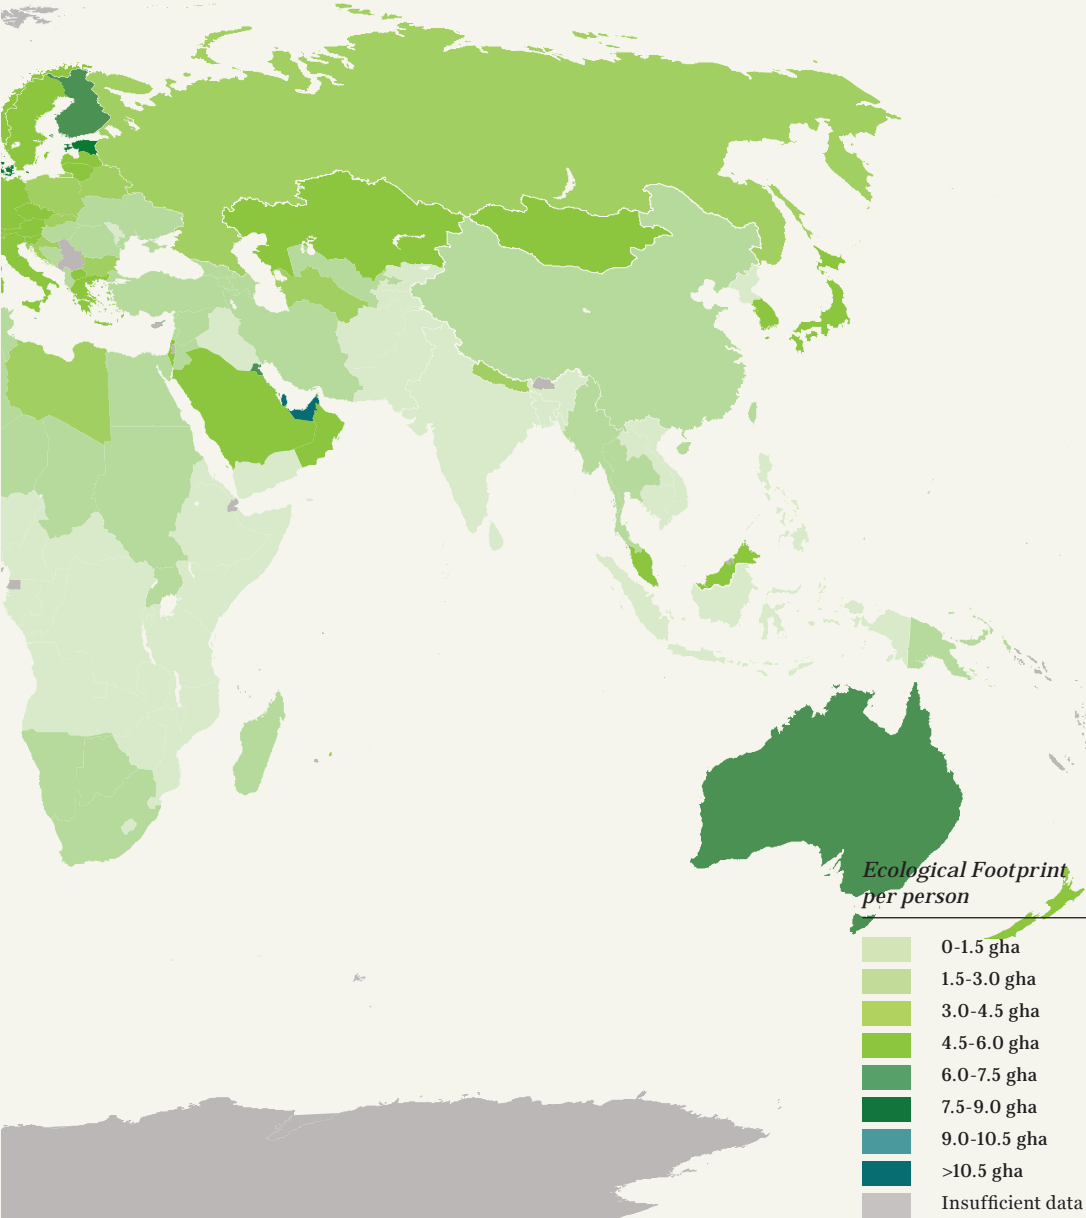 Ecological Footprint
per person
0-1.5 gha
1.5-3.0 gha
3.0-4.5 gha
4.5-6.0 gha
6.0-7.5 gha
7.5-9.0 gha
9.0-10.5 gha
>10.5 gha
Insufficient data